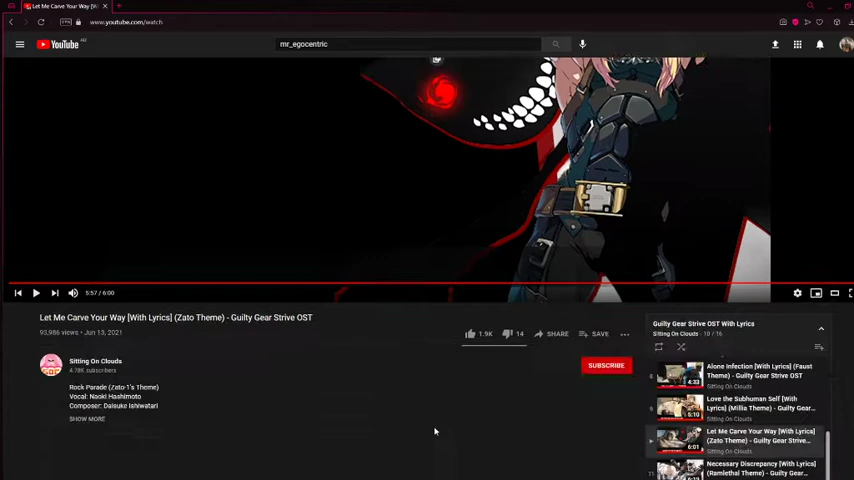 Let Me Carve Your Way [W
VPN
www.youtube.com/watch
YouTube
mr_egocentric
5:57 / 6:00
Let Me Carve Your Way [With Lyrics] (Zato Theme) - Guilty Gear Strive OST
93,986 views • Jun 13, 2021
1.9K
14
SHARE
SAVE
Sitting On Clouds
4.78K subscribers
SUBSCRIBE
Rock Parade (Zato-1's Theme)
Vocal: Naoki Hashimoto
Composer: Daisuke Ishiwatari
SHOW MORE
Guilty Gear Strive OST With Lyrics
Sitting On Clouds - 10 / 16
8
4:33
Alone Infection [With Lyrics] (Faust
Theme) - Guilty Gear Strive OST
Sitting On Clouds
9
5:10
Love the Subhuman Self [With
Lyrics] (Millia Theme) - Guilty Gear...
Sitting On Clouds
6:01
Let Me Carve Your Way [With Lyrics]
(Zato Theme) - Guilty Gear Strive...
Sitting On Clouds
11
Necessary Discrepancy [With Lyrics]
(Ramlethal Theme) - Guilty Gear